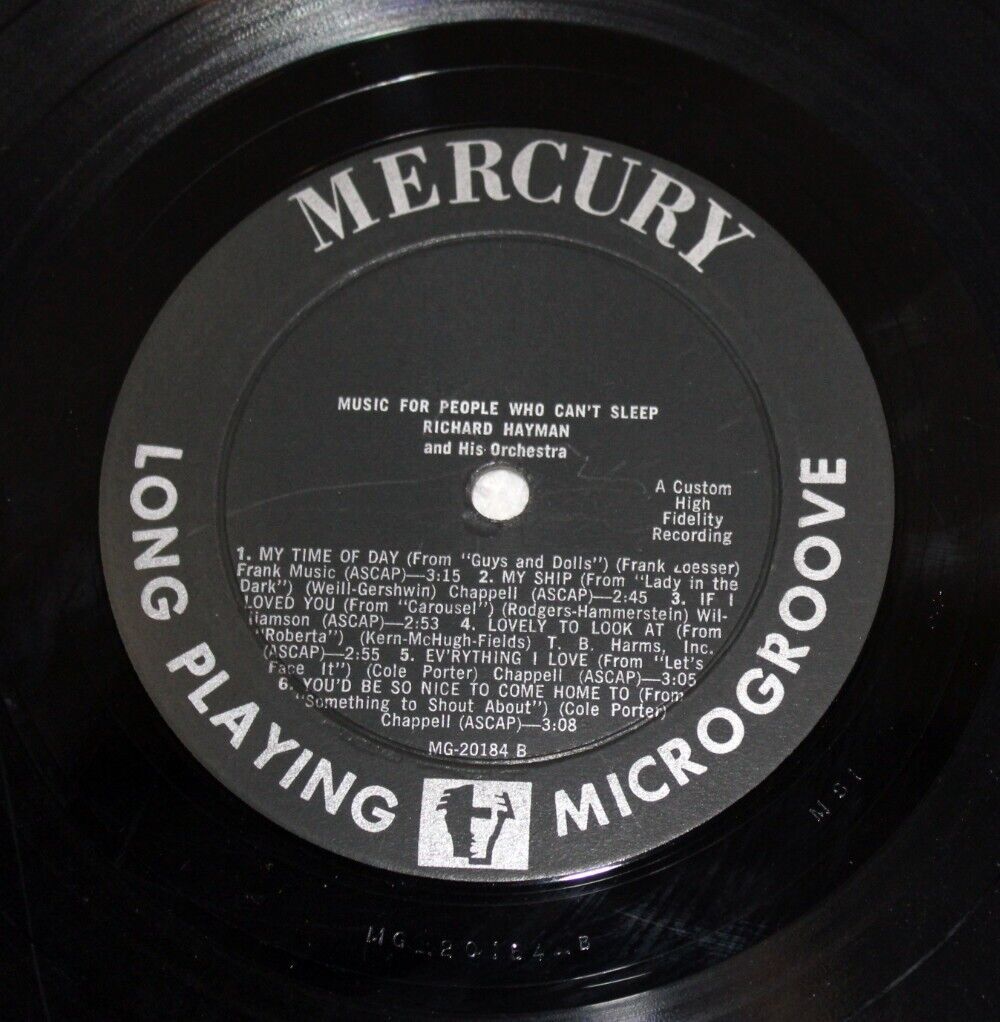 MERCURY
MUSIC FOR PEOPLE WHO CAN'T SLEEP
RICHARD HAYMAN
and His Orchestra
A Custom
High
Fidelity
Recording
1. MY TIME OF DAY (From "Guys and Dolls") (Frank Loesser)
Frank Music (ASCAP)—3:15 2. MY SHIP (From "Lady in the
Dark") (Weill-Gershwin) Chappell (ASCAP)—2:45 3. IF I
LOVED YOU (From "Carousel") (Rodgers-Hammerstein) Wil-
liamson (ASCAP)—2:53 4. LOVELY TO LOOK AT (From
"Roberta") (Kern-McHugh-Fields) T. B. Harms, Inc.
(ASCAP)—2:55 5. EV'RYTHING I LOVE (From "Let's
Face It") (Cole Porter) Chappell (ASCAP)—3:05
6. YOU'D BE SO NICE TO COME HOME TO (From
"Something to Shout About") (Cole Porter)
Chappell (ASCAP)—3:08
MG-20184 B
LONG PLAYING
MICROGROOVE
MG-20184-B